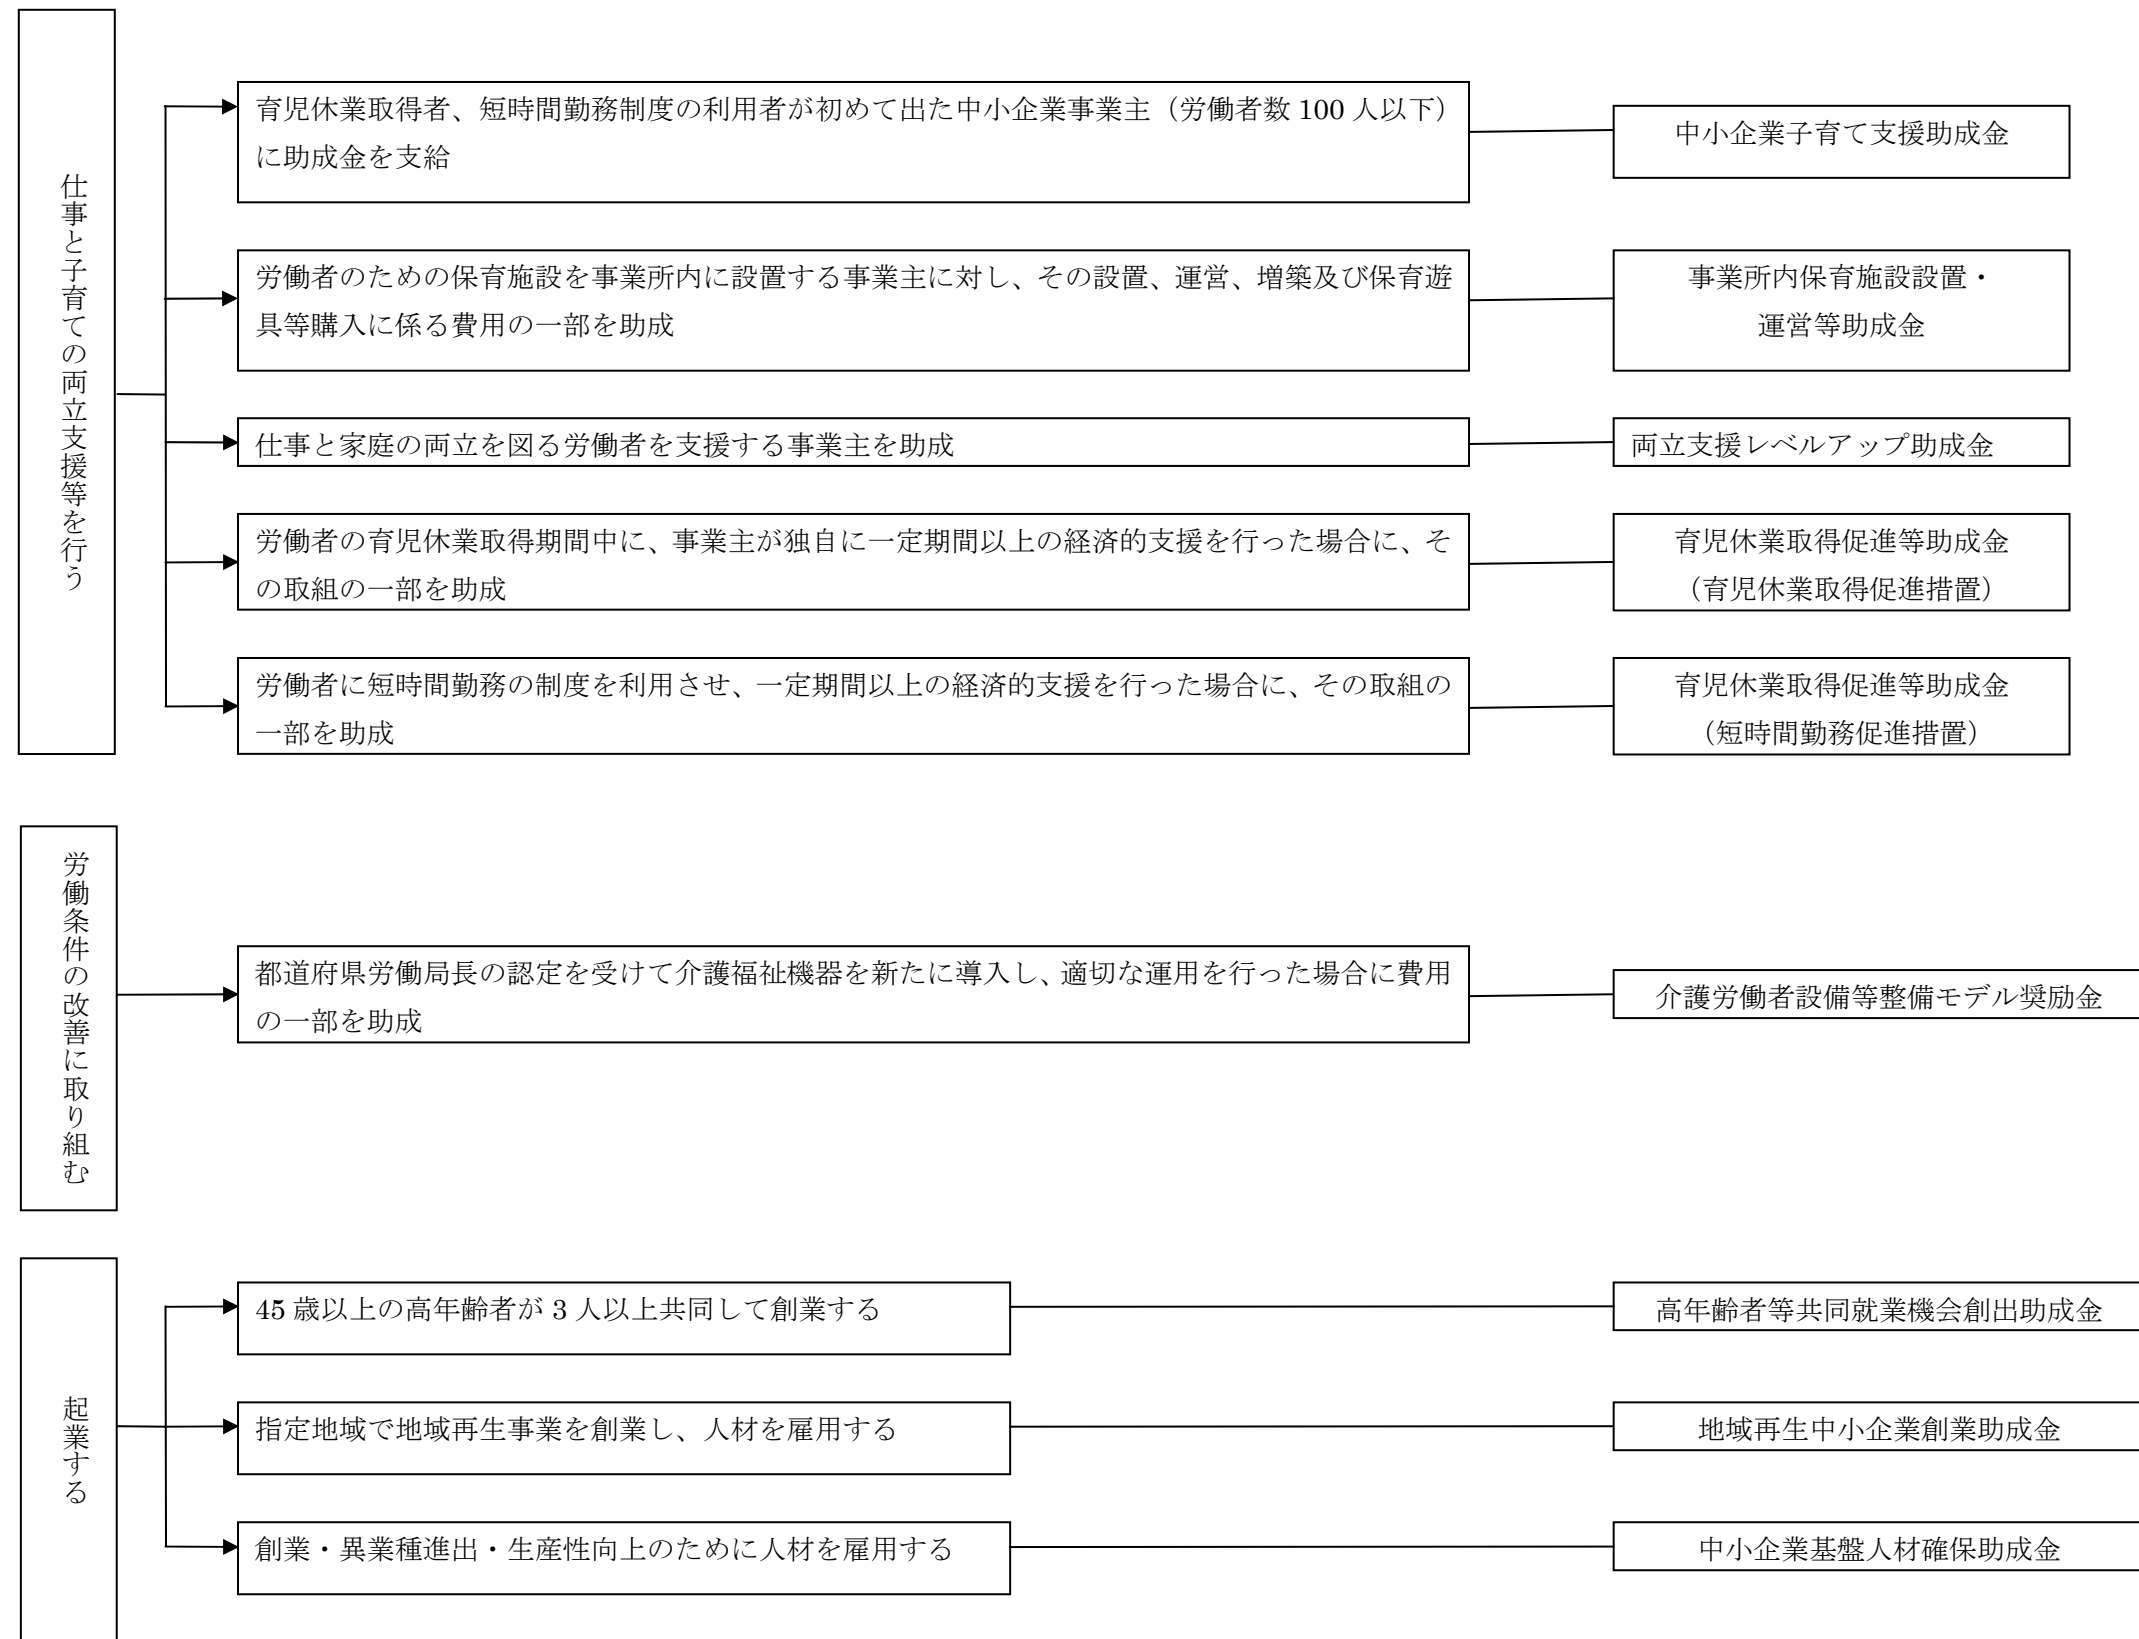 仕事と子育ての両立支援等を行う
育児休業取得者、短時間勤務制度の利用者が初めて出た中小企業事業主（労働者数 100 人以下）
に助成金を支給
中小企業子育て支援助成金
労働者のための保育施設を事業所内に設置する事業主に対し、その設置、運営、増築及び保育遊
具等購入に係る費用の一部を助成
事業所内保育施設設置・
運営等助成金
仕事と家庭の両立を図る労働者を支援する事業主を助成
両立支援レベルアップ助成金
労働者の育児休業取得期間中に、事業主が独自に一定期間以上の経済的支援を行った場合に、そ
の取組の一部を助成
育児休業取得促進等助成金
（育児休業取得促進措置）
労働者に短時間勤務の制度を利用させ、一定期間以上の経済的支援を行った場合に、その取組の
一部を助成
育児休業取得促進等助成金
（短時間勤務促進措置）
労働条件の改善に取り組む
都道府県労働局長の認定を受けて介護福祉機器を新たに導入し、適切な運用を行った場合に費用
の一部を助成
介護労働者設備等整備モデル奨励金
起業する
45 歳以上の高年齢者が 3 人以上共同して創業する
高年齢者等共同就業機会創出助成金
指定地域で地域再生事業を創業し、人材を雇用する
地域再生中小企業創業助成金
創業・異業種進出・生産性向上のために人材を雇用する
中小企業基盤人材確保助成金